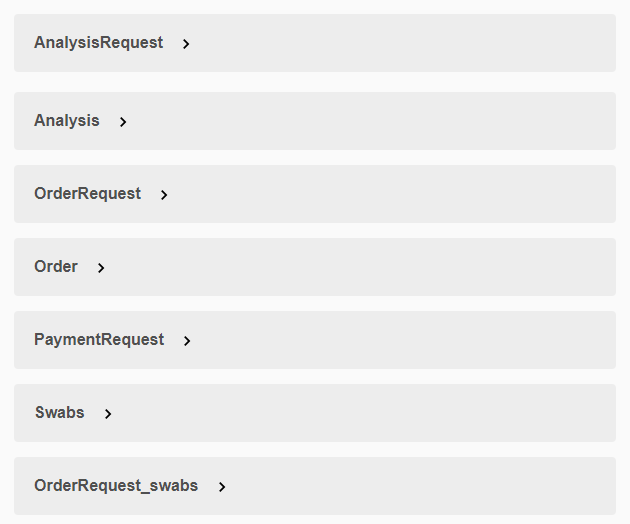 AnalysisRequest
Analysis
OrderRequest
Order
PaymentRequest
Swabs
OrderRequest_swabs